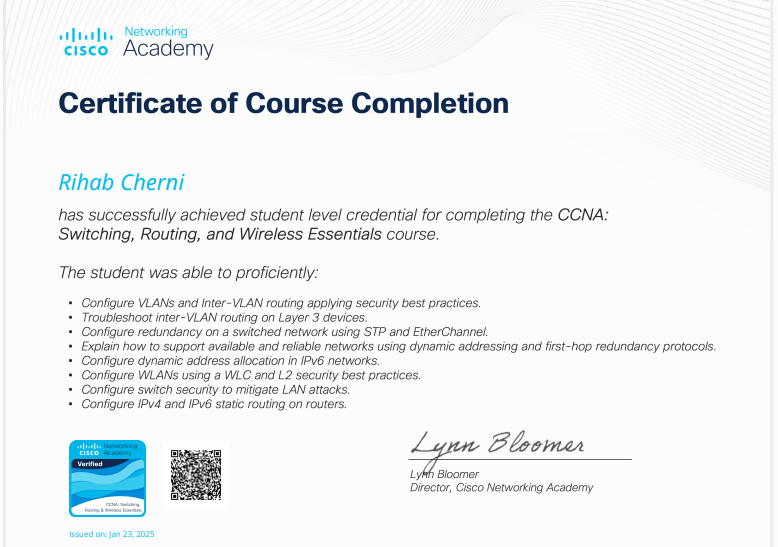 cisco Networking Academy
Certificate of Course Completion
Rihab Cherni
has successfully achieved student level credential for completing the CCNA:
Switching, Routing, and Wireless Essentials course.
The student was able to proficiently:
• Configure VLANs and Inter-VLAN routing applying security best practices.
• Troubleshoot inter-VLAN routing on Layer 3 devices.
• Configure redundancy on a switched network using STP and EtherChannel.
• Explain how to support available and reliable networks using dynamic addressing and first-hop redundancy protocols.
• Configure dynamic address allocation in IPv6 networks.
• Configure WLANs using a WLC and L2 security best practices.
• Configure switch security to mitigate LAN attacks.
• Configure IPv4 and IPv6 static routing on routers.
cisco Networking Academy
Verified
CCNA: Switching,
Routing & Wireless Essentials
Lynn Bloomer
Lynn Bloomer
Director, Cisco Networking Academy
Issued on: Jan 23, 2025